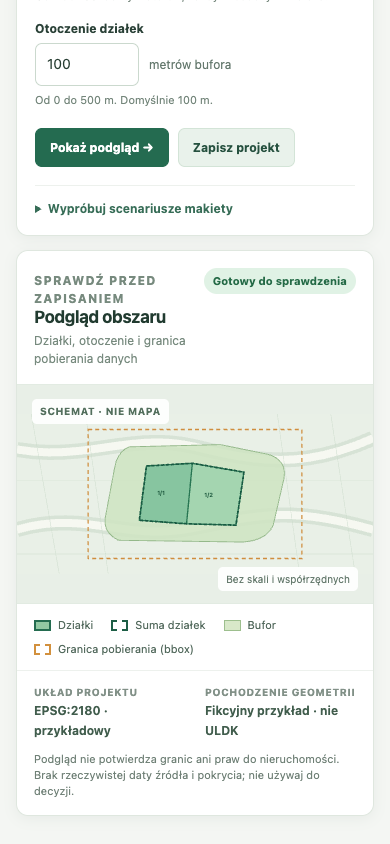 Otoczenie działek
100
metrów bufora
Od 0 do 500 m. Domyślnie 100 m.
Pokaż podgląd →
Zapisz projekt
▶ Wypróbuj scenariusze makiety
SPRAWDŹ PRZED
ZAPISANIEM
Gotowy do sprawdzenia
Podgląd obszaru
Działki, otoczenie i granica
pobierania danych
SCHEMAT · NIE MAPA
1/1
1/2
Bez skali i współrzędnych
Działki
Suma działek
Bufor
Granica pobierania (bbox)
UKŁAD PROJEKTU
EPSG:2180 ·
przykładowy
POCHODZENIE GEOMETRII
Fikcyjny przykład · nie
ULDK
Podgląd nie potwierdza granic ani praw do nieruchomości.
Brak rzeczywistej daty źródła i pokrycia; nie używaj do
decyzji.